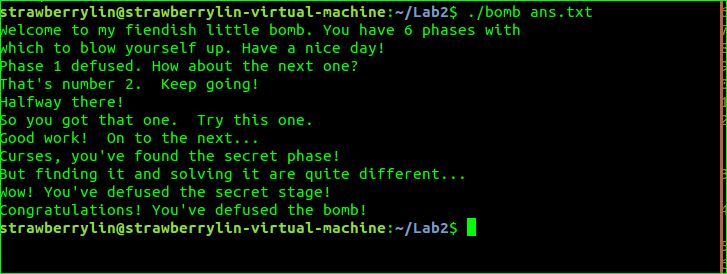 strawberrylin@strawberrylin-virtual-machine:~/Lab2$ ./bomb ans.txt
Welcome to my fiendish little bomb. You have 6 phases with
which to blow yourself up. Have a nice day!
Phase 1 defused. How about the next one?
That's number 2.  Keep going!
Halfway there!
So you got that one.  Try this one.
Good work!  On to the next...
Curses, you've found the secret phase!
But finding it and solving it are quite different...
Wow! You've defused the secret stage!
Congratulations! You've defused the bomb!
strawberrylin@strawberrylin-virtual-machine:~/Lab2$